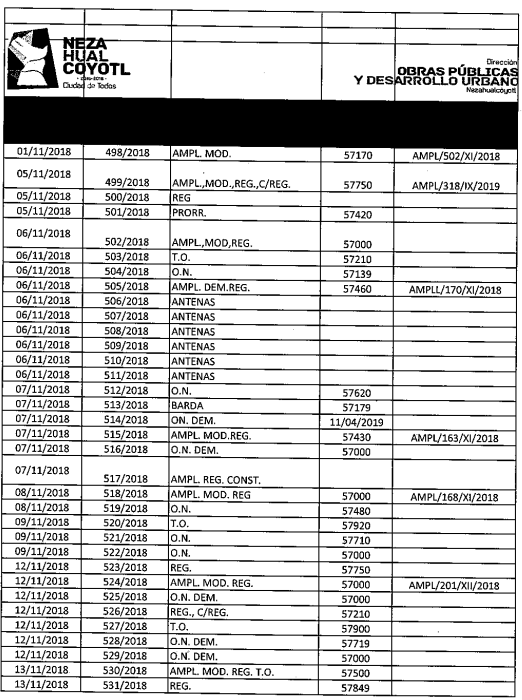 NEZA
HUAL
COYOTL
2016-2018
Ciudad de Todos
Dirección
OBRAS PÚBLICAS
Y DESARROLLO URBANO
Nezahualcóyotl
01/11/2018 498/2018 AMPL. MOD. 57170 AMPL/502/XI/2018
05/11/2018 499/2018 AMPL.,MOD.,REG.,C/REG. 57750 AMPL/318/IX/2019
05/11/2018 500/2018 REG
05/11/2018 501/2018 PRORR. 57420
06/11/2018 502/2018 AMPL.,MOD,REG. 57000
06/11/2018 503/2018 T.O. 57210
06/11/2018 504/2018 O.N. 57139
06/11/2018 505/2018 AMPL. DEM.REG. 57460 AMPLL/170/XI/2018
06/11/2018 506/2018 ANTENAS
06/11/2018 507/2018 ANTENAS
06/11/2018 508/2018 ANTENAS
06/11/2018 509/2018 ANTENAS
06/11/2018 510/2018 ANTENAS
06/11/2018 511/2018 ANTENAS
07/11/2018 512/2018 O.N. 57620
07/11/2018 513/2018 BARDA 57179
07/11/2018 514/2018 ON. DEM. 11/04/2019
07/11/2018 515/2018 AMPL. MOD.REG. 57430 AMPL/163/XI/2018
07/11/2018 516/2018 O.N. DEM. 57000
07/11/2018 517/2018 AMPL. REG. CONST.
08/11/2018 518/2018 AMPL. MOD. REG 57000 AMPL/168/XI/2018
08/11/2018 519/2018 O.N. 57480
09/11/2018 520/2018 T.O. 57920
09/11/2018 521/2018 O.N. 57710
09/11/2018 522/2018 O.N. 57000
12/11/2018 523/2018 REG. 57750
12/11/2018 524/2018 AMPL. MOD. REG. 57000 AMPL/201/XII/2018
12/11/2018 525/2018 O.N. DEM. 57000
12/11/2018 526/2018 REG., C/REG. 57210
12/11/2018 527/2018 T.O. 57900
12/11/2018 528/2018 O.N. DEM. 57719
12/11/2018 529/2018 O.N. DEM. 57000
13/11/2018 530/2018 AMPL. MOD. REG. T.O. 57500
13/11/2018 531/2018 REG. 57849